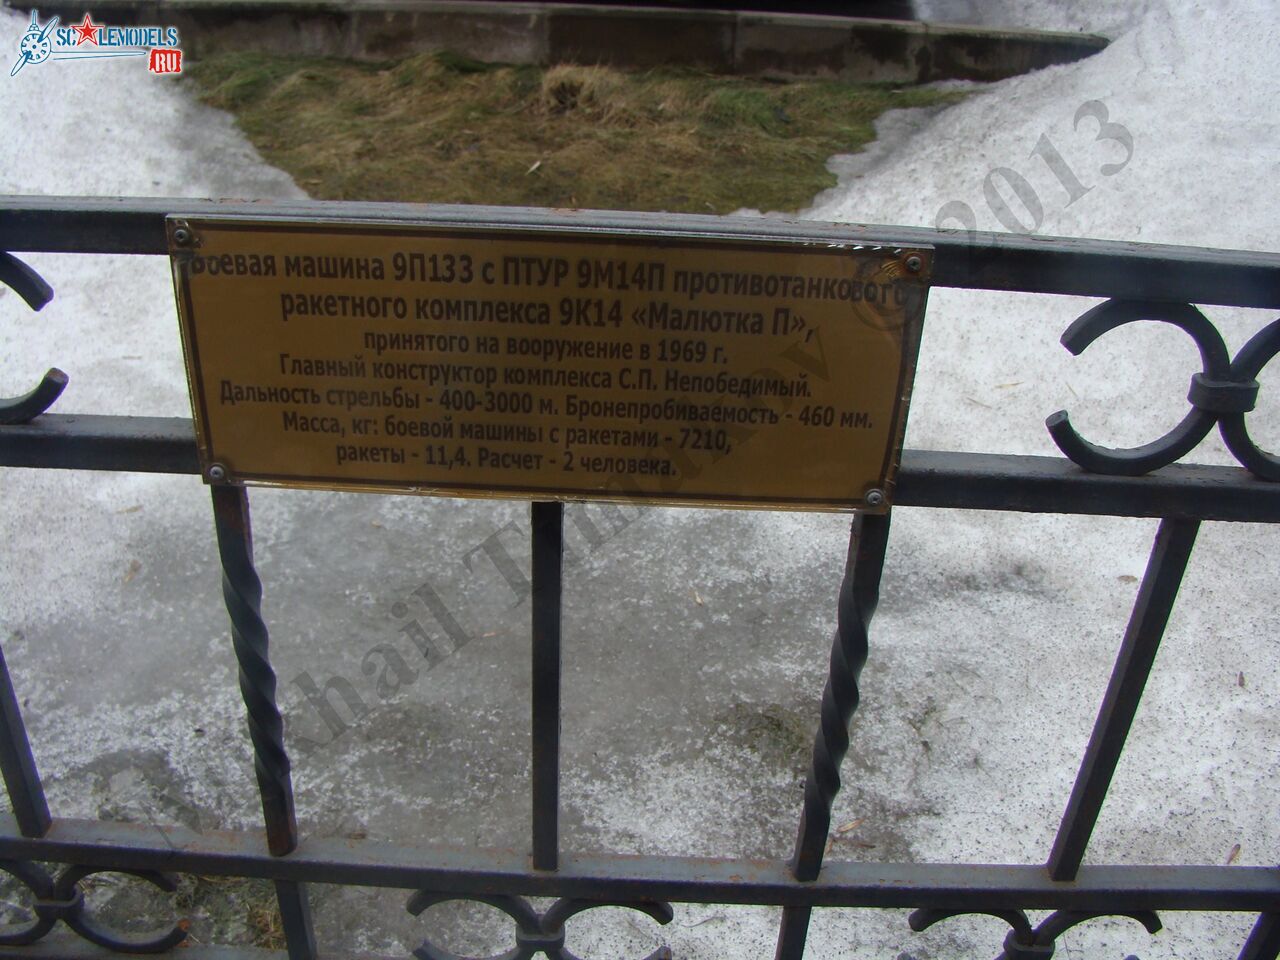 SCALEMODELS
RU
Боевая машина 9П133 с ПТУР 9М14П противотанкового
ракетного комплекса 9К14 «Малютка П»,
принятого на вооружение в 1969 г.
Главный конструктор комплекса С.П. Непобедимый.
Дальность стрельбы - 400-3000 м. Бронепробиваемость - 460 мм.
Масса, кг: боевой машины с ракетами - 7210,
ракеты - 11,4. Расчет - 2 человека.
© 2013